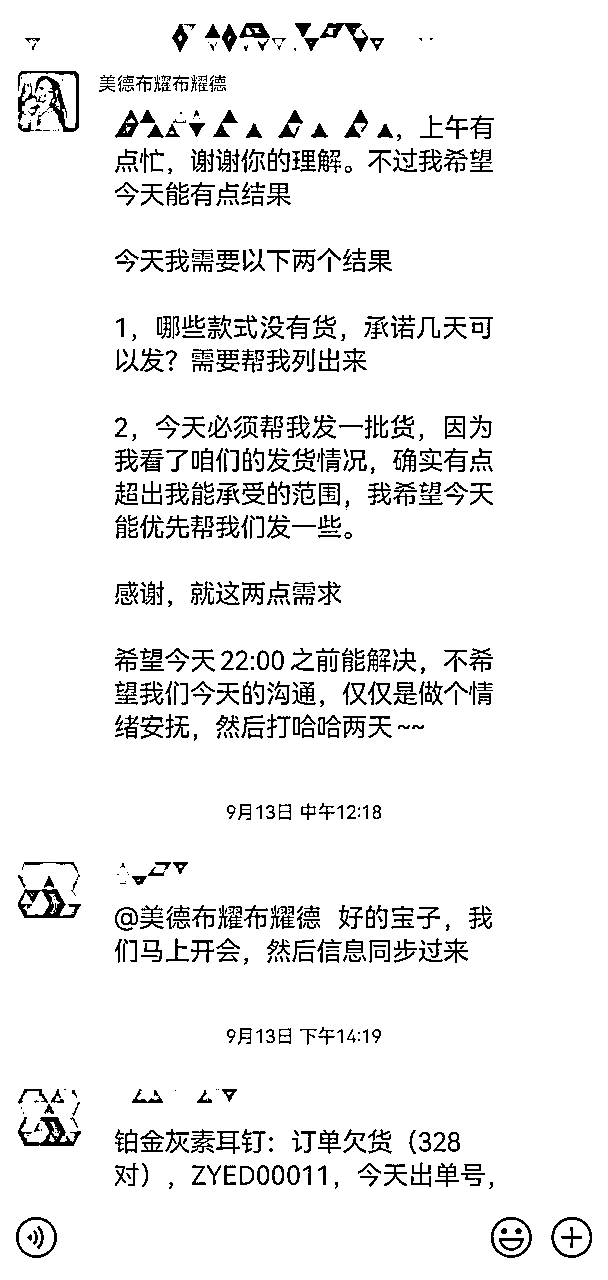 美德布耀布耀德
，上午有
点忙，谢谢你的理解。不过我希望
今天能有点结果
今天我需要以下两个结果
1，哪些款式没有货，承诺几天可
以发？需要帮我列出来
2，今天必须帮我发一批货，因为
我看了咱们的发货情况，确实有点
超出我能承受的范围，我希望今天
能优先帮我们发一些。
感谢，就这两点需求
希望今天22:00之前能解决，不希
望我们今天的沟通，仅仅是做个情
绪安抚，然后打哈哈两天~~
9月13日 中午12:18
@美德布耀布耀德 好的宝子，我
们马上开会，然后信息同步过来
9月13日 下午14:19
铂金灰素耳钉：订单欠货（328
对），ZYED00011，今天出单号，